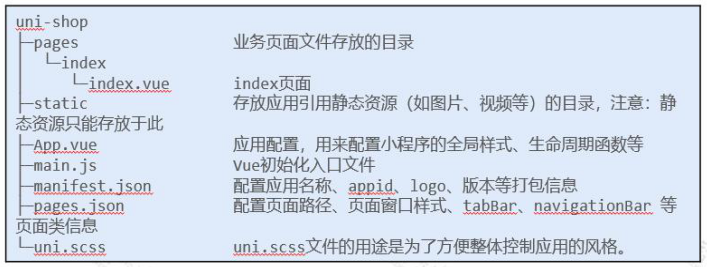 uni-shop
├─pages 业务页面文件存放的目录
│ └─index
│ └─index.vue index页面
├─static 存放应用引用静态资源（如图片、视频等）的目录，注意：静
态资源只能存放于此
├─App.vue 应用配置，用来配置小程序的全局样式、生命周期函数等
├─main.js Vue初始化入口文件
├─manifest.json 配置应用名称、appid、logo、版本等打包信息
├─pages.json 配置页面路径、页面窗口样式、tabBar、navigationBar 等
页面类信息
└─uni.scss uni.scss文件的用途是为了方便整体控制应用的风格。